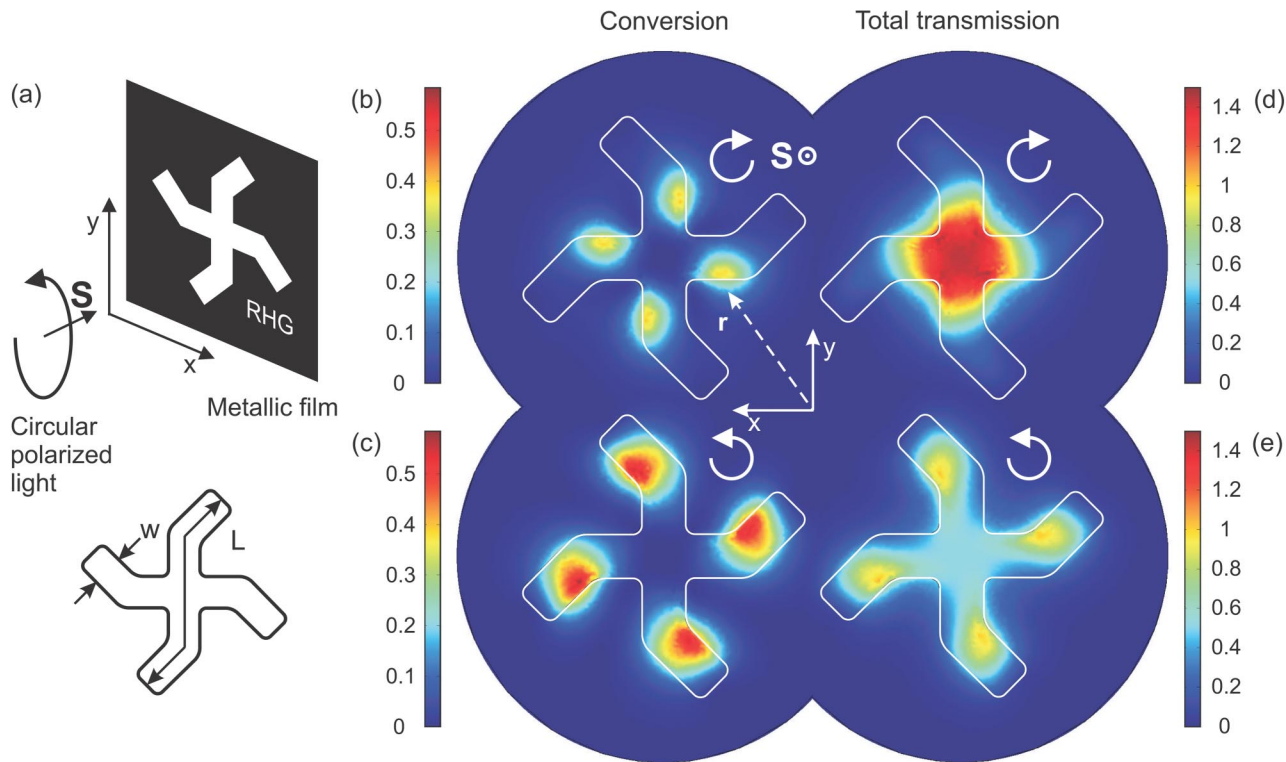 Conversion
Total transmission
(a)
y
S
x
RHG
Metallic film
Circular
polarized
light
w
L
(b)
0.5
0.4
0.3
0.2
0.1
0
S
r
y
x
(d)
1.4
1.2
1
0.8
0.6
0.4
0.2
0
(c)
0.5
0.4
0.3
0.2
0.1
0
(e)
1.4
1.2
1
0.8
0.6
0.4
0.2
0